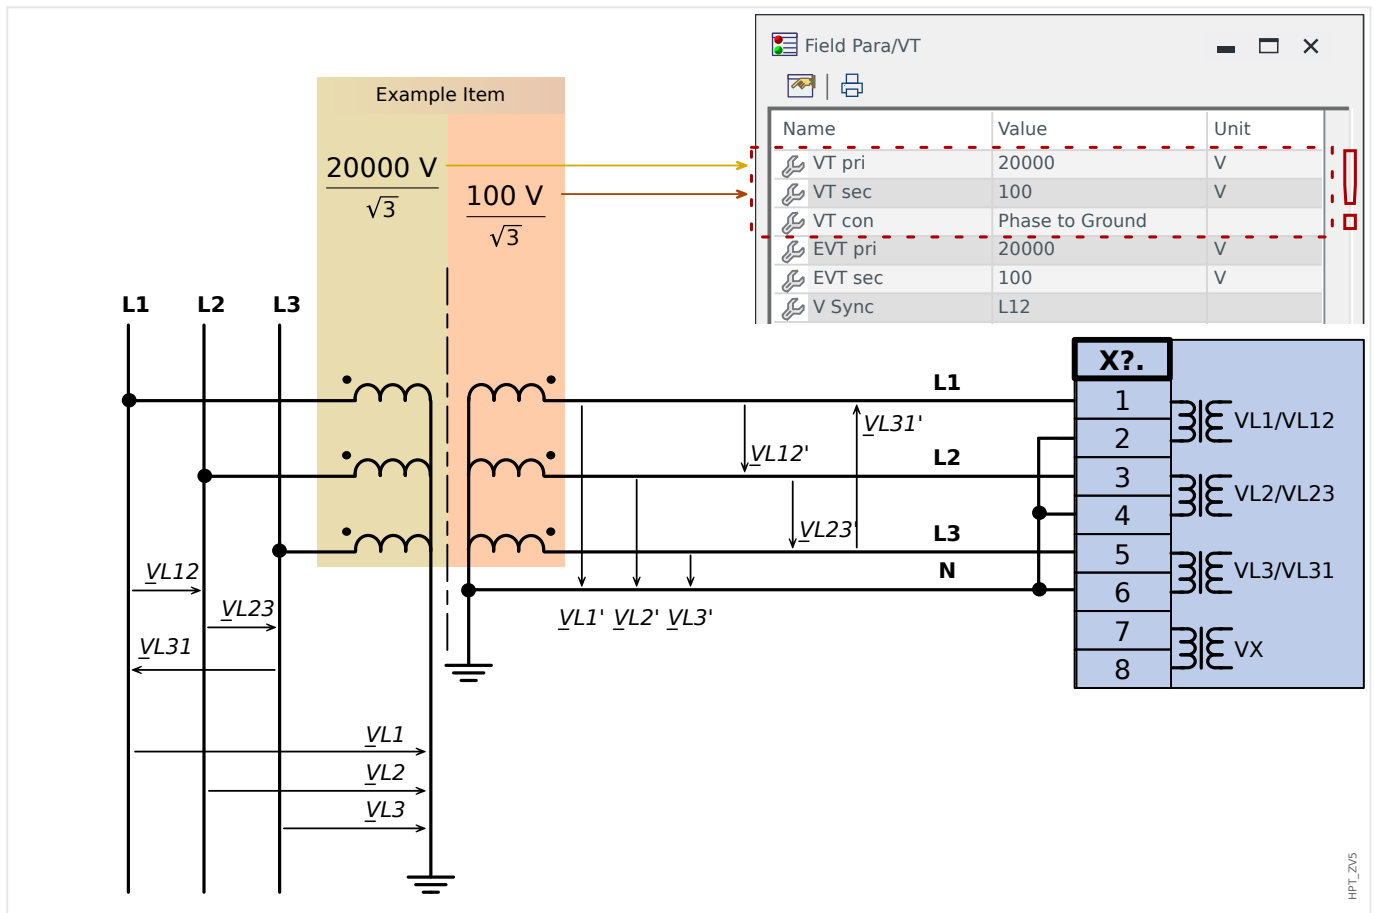 Field Para/VT
Example Item
Name Value Unit
20000 V
√3
100 V
√3
VT pri 20000 V
VT sec 100 V
VT con Phase to Ground
EVT pri 20000 V
EVT sec 100 V
V Sync L12
L1 L2 L3
X?.
L1
1
VL31'
VL1/VL12
2
VL12'
L2
3
VL2/VL23
4
VL23'
L3
5
N
VL3/VL31
VL12
6
VL23
VL1' VL2' VL3'
7
VL31
VX
8
VL1
VL2
VL3
HPT_ZV5